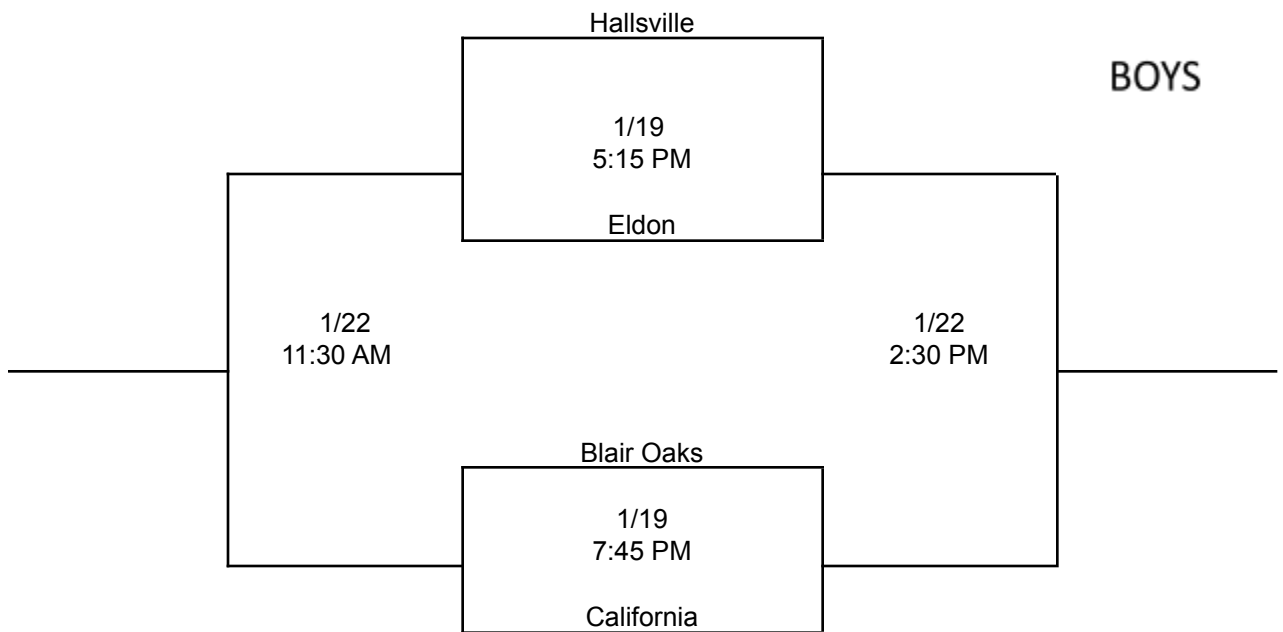 Hallsville
BOYS
1/19
5:15 PM
Eldon
1/22
11:30 AM
1/22
2:30 PM
Blair Oaks
1/19
7:45 PM
California